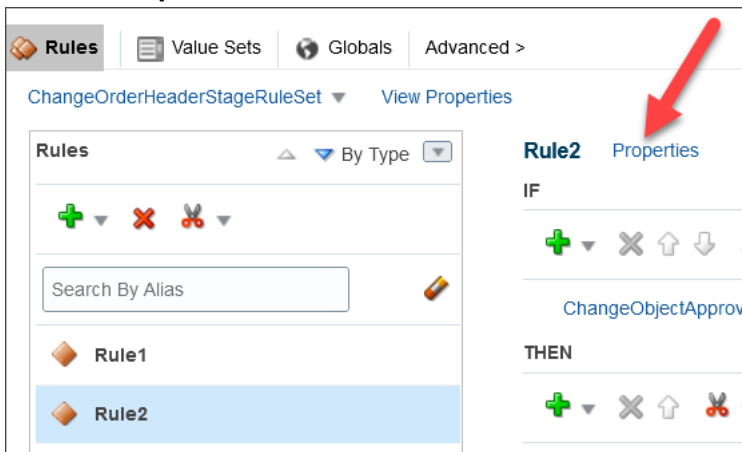 Rules Value Sets Globals Advanced >
ChangeOrderHeaderStageRuleSet View Properties
Rules By Type
Search By Alias
Rule1
Rule2
Rule2 Properties
IF
ChangeObjectApprov
THEN